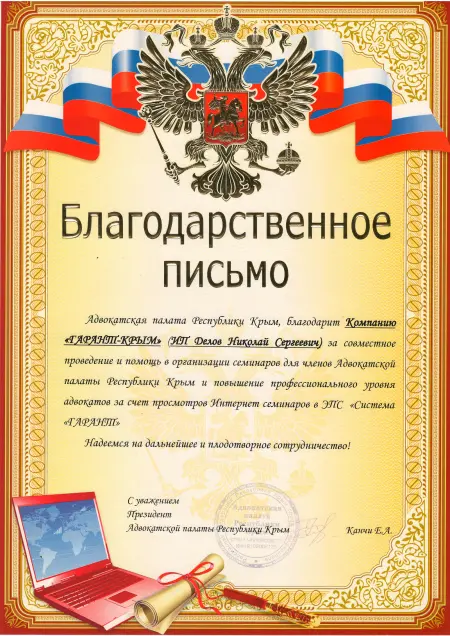 Благодарственное
письмо
Адвокатская палата Республики Крым, благодарит Компанию
«ГАРАНТ-КРЫМ» (ИП Делов Николай Сергеевич) за совместное
проведение и помощь в организации семинаров для членов Адвокатской
палаты Республики Крым и повышение профессионального уровня
адвокатов за счет просмотров Интернет семинаров в ЭПС «Система
«ГАРАНТ»
Надеемся на дальнейшее и плодотворное сотрудничество!
С уважением
Президент
Адвокатской палаты Республики Крым Канчи Е.А.
Адвокатская
палата